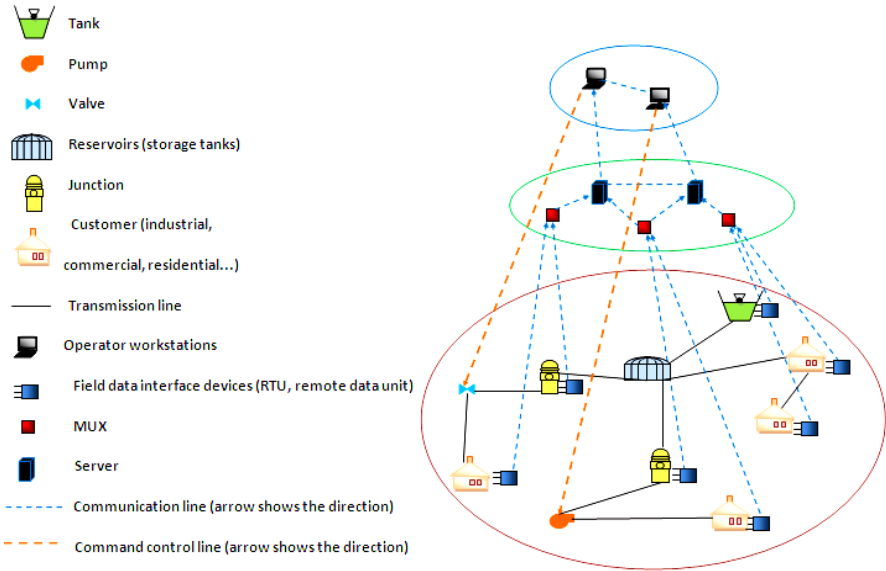 Tank
Pump
Valve
Reservoirs (storage tanks)
Junction
Customer (industrial,
commercial, residential...)
Transmission line
Operator workstations
Field data interface devices (RTU, remote data unit)
MUX
Server
Communication line (arrow shows the direction)
Command control line (arrow shows the direction)